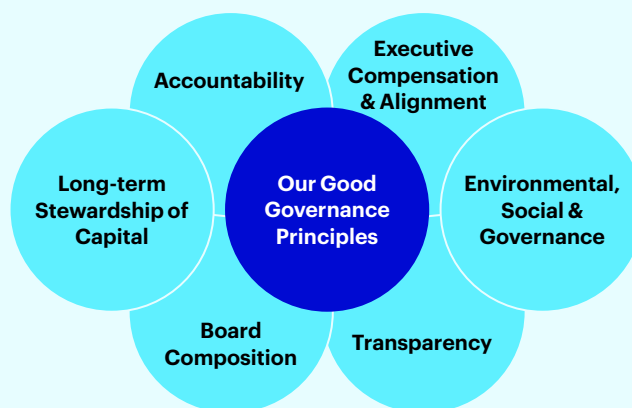 Accountability
Executive
Compensation
& Alignment
Long-term
Stewardship of
Capital
Our Good
Governance
Principles
Environmental,
Social &
Governance
Board
Composition
Transparency